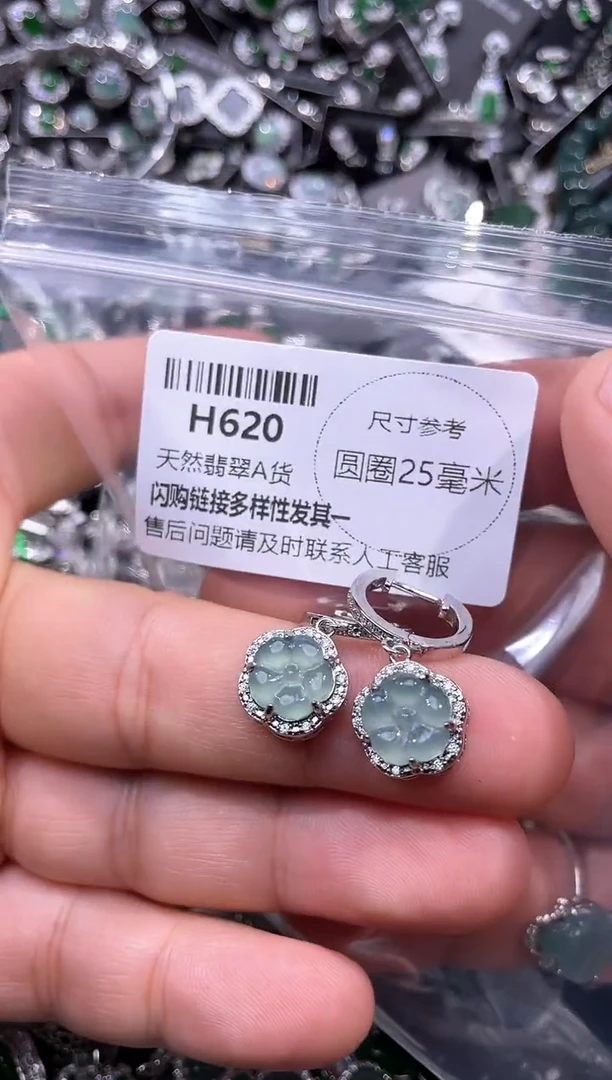 H620
天然翡翠A货
闪购链接多样性发其一
售后问题请及时联系人工客服
尺寸参考
圆圈25毫米